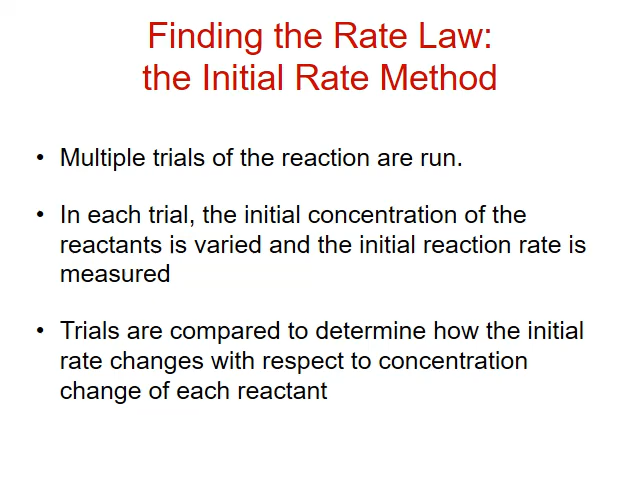 Finding the Rate Law:
the Initial Rate Method
• Multiple trials of the reaction are run.
• In each trial, the initial concentration of the
reactants is varied and the initial reaction rate is
measured
• Trials are compared to determine how the initial
rate changes with respect to concentration
change of each reactant